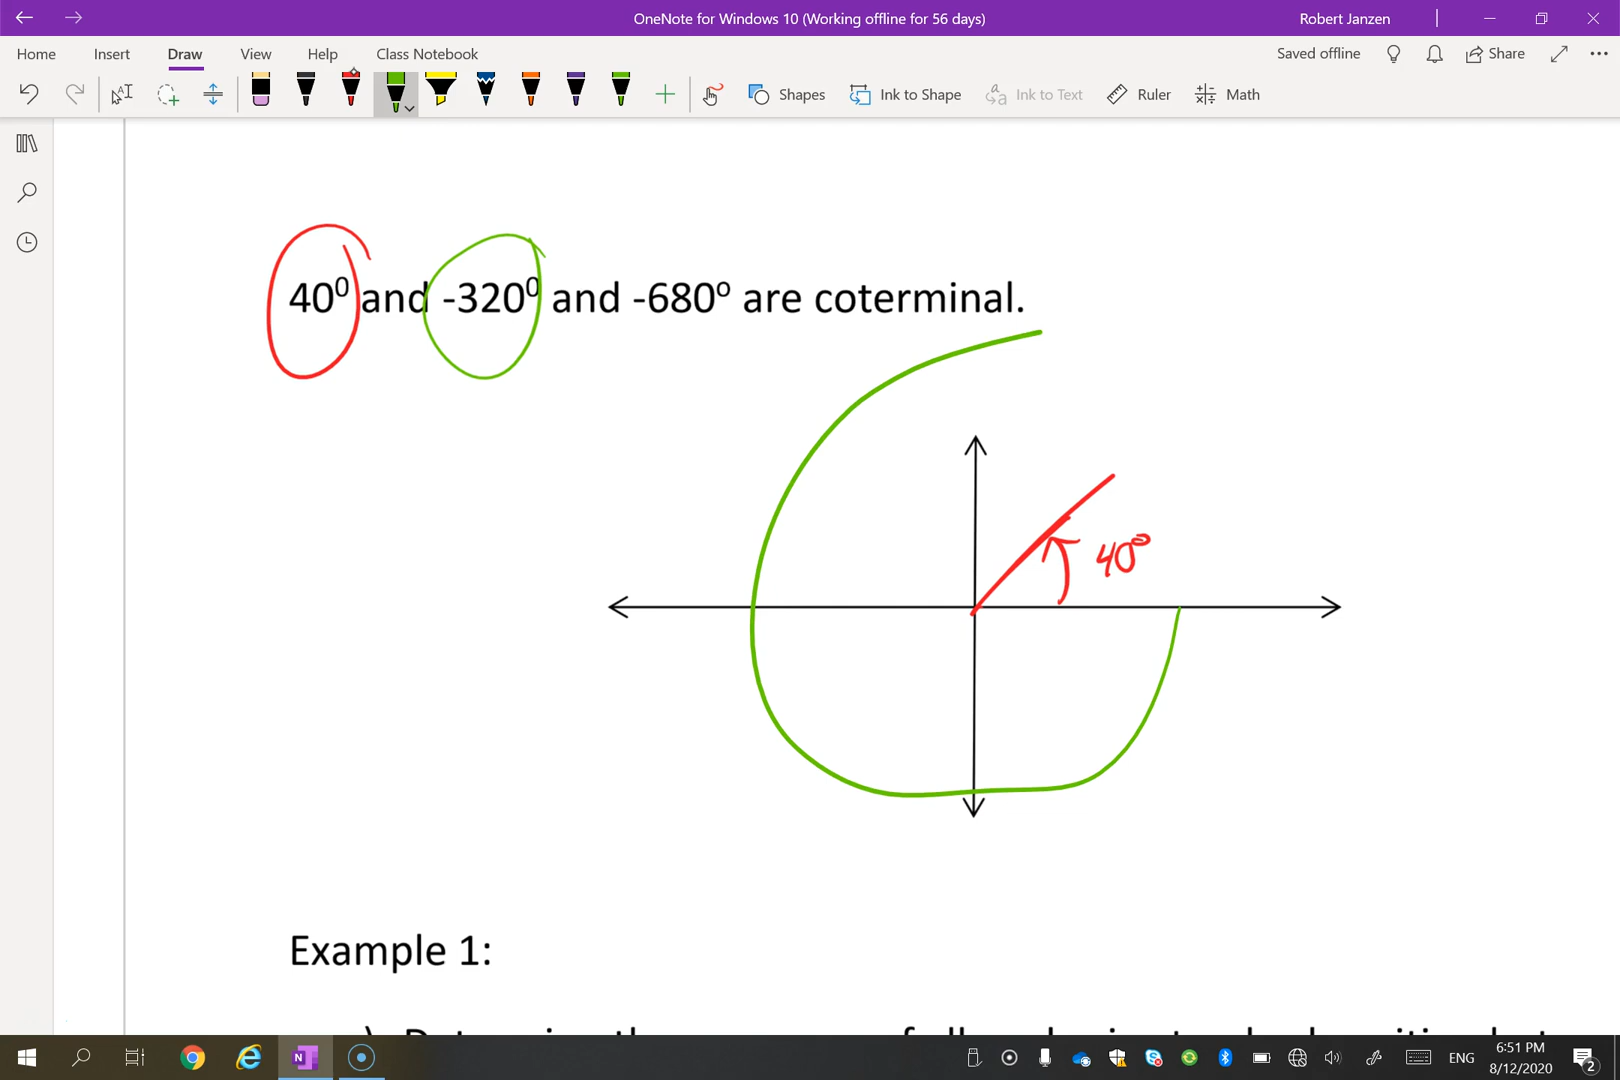 OneNote for Windows 10 (Working offline for 56 days)
Robert Janzen
Home Insert Draw View Help Class Notebook
Saved offline
Share
Shapes Ink to Shape Ink to Text Ruler Math
40⁰ and -320⁰ and -680º are coterminal.
40°
Example 1:
ENG
6:51 PM
8/12/2020
2